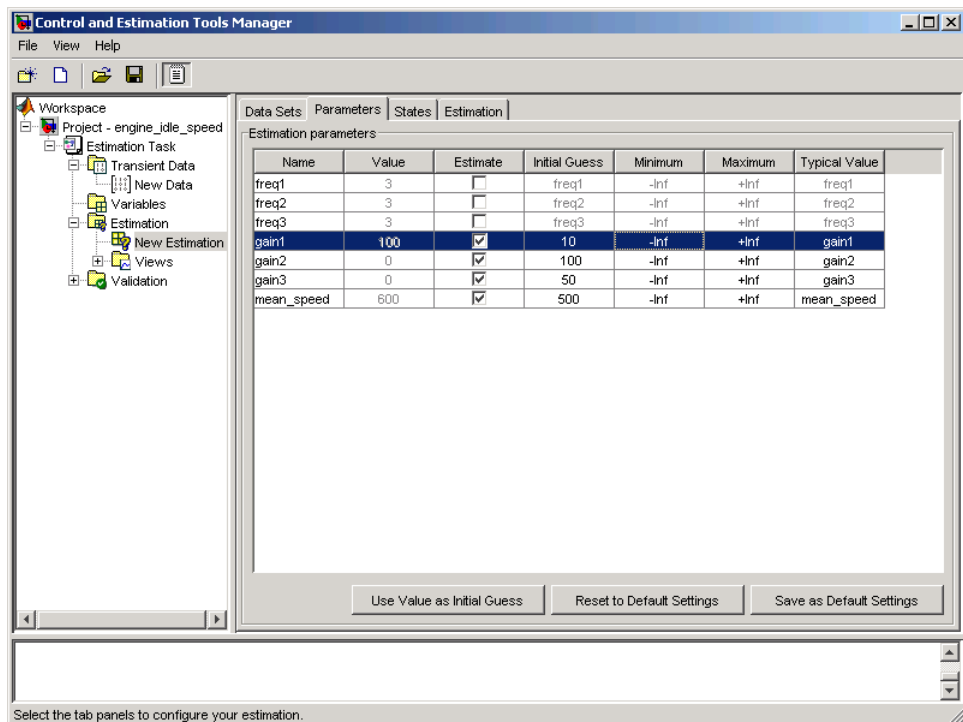 Control and Estimation Tools Manager
File View Help
Workspace
Project - engine_idle_speed
Estimation Task
Transient Data
New Data
Variables
Estimation
New Estimation
Views
Validation
Data Sets Parameters States Estimation
Estimation parameters
Name Value Estimate Initial Guess Minimum Maximum Typical Value
freq1 3 freq1 -Inf +Inf freq1
freq2 3 freq2 -Inf +Inf freq2
freq3 3 freq3 -Inf +Inf freq3
gain1 100 10 -Inf +Inf gain1
gain2 0 100 -Inf +Inf gain2
gain3 0 50 -Inf +Inf gain3
mean_speed 600 500 -Inf +Inf mean_speed
Use Value as Initial Guess Reset to Default Settings Save as Default Settings
Select the tab panels to configure your estimation.